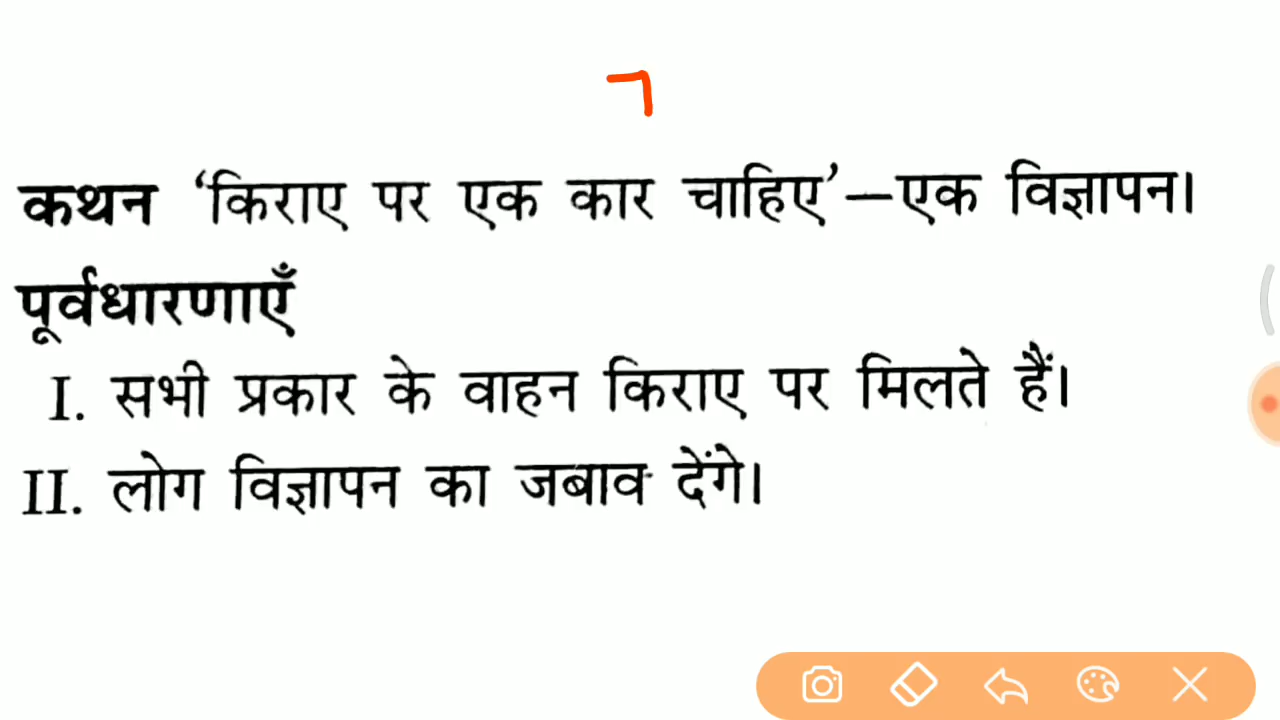 कथन ‘किराए पर एक कार चाहिए’—एक विज्ञापन।
पूर्वधारणाएँ
I. सभी प्रकार के वाहन किराए पर मिलते हैं।
II. लोग विज्ञापन का जबाव देंगे।